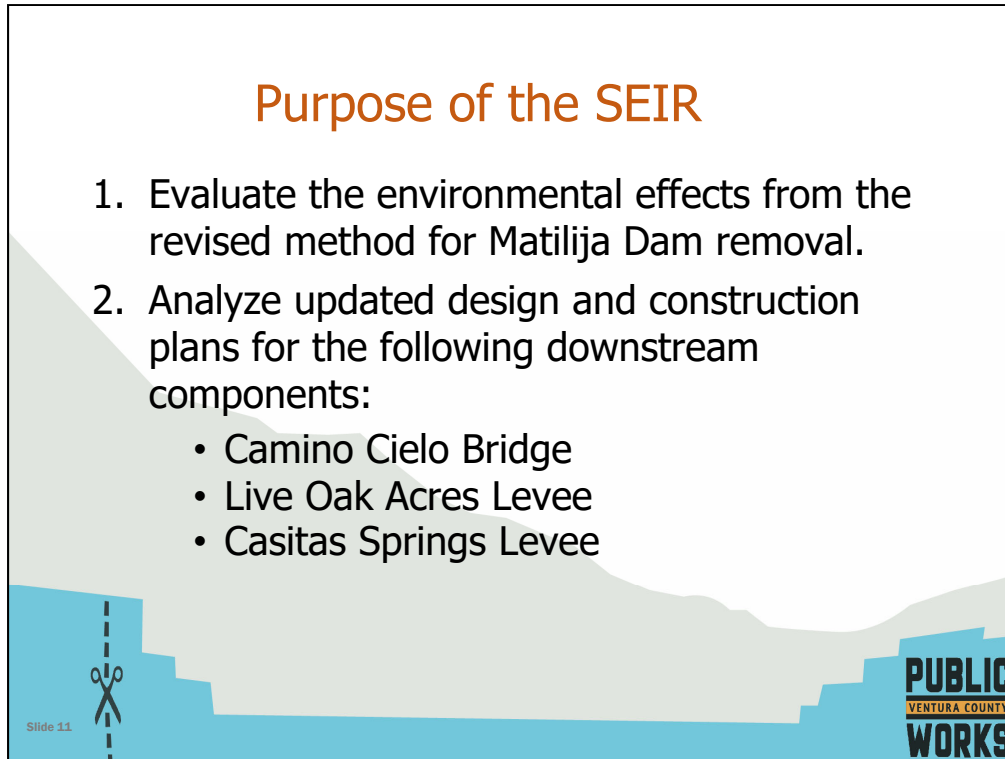 Purpose of the SEIR
1. Evaluate the environmental effects from the
revised method for Matilija Dam removal.
2. Analyze updated design and construction
plans for the following downstream
components:
• Camino Cielo Bridge
• Live Oak Acres Levee
• Casitas Springs Levee
Slide 11
PUBLIC
VENTURA COUNTY
WORKS